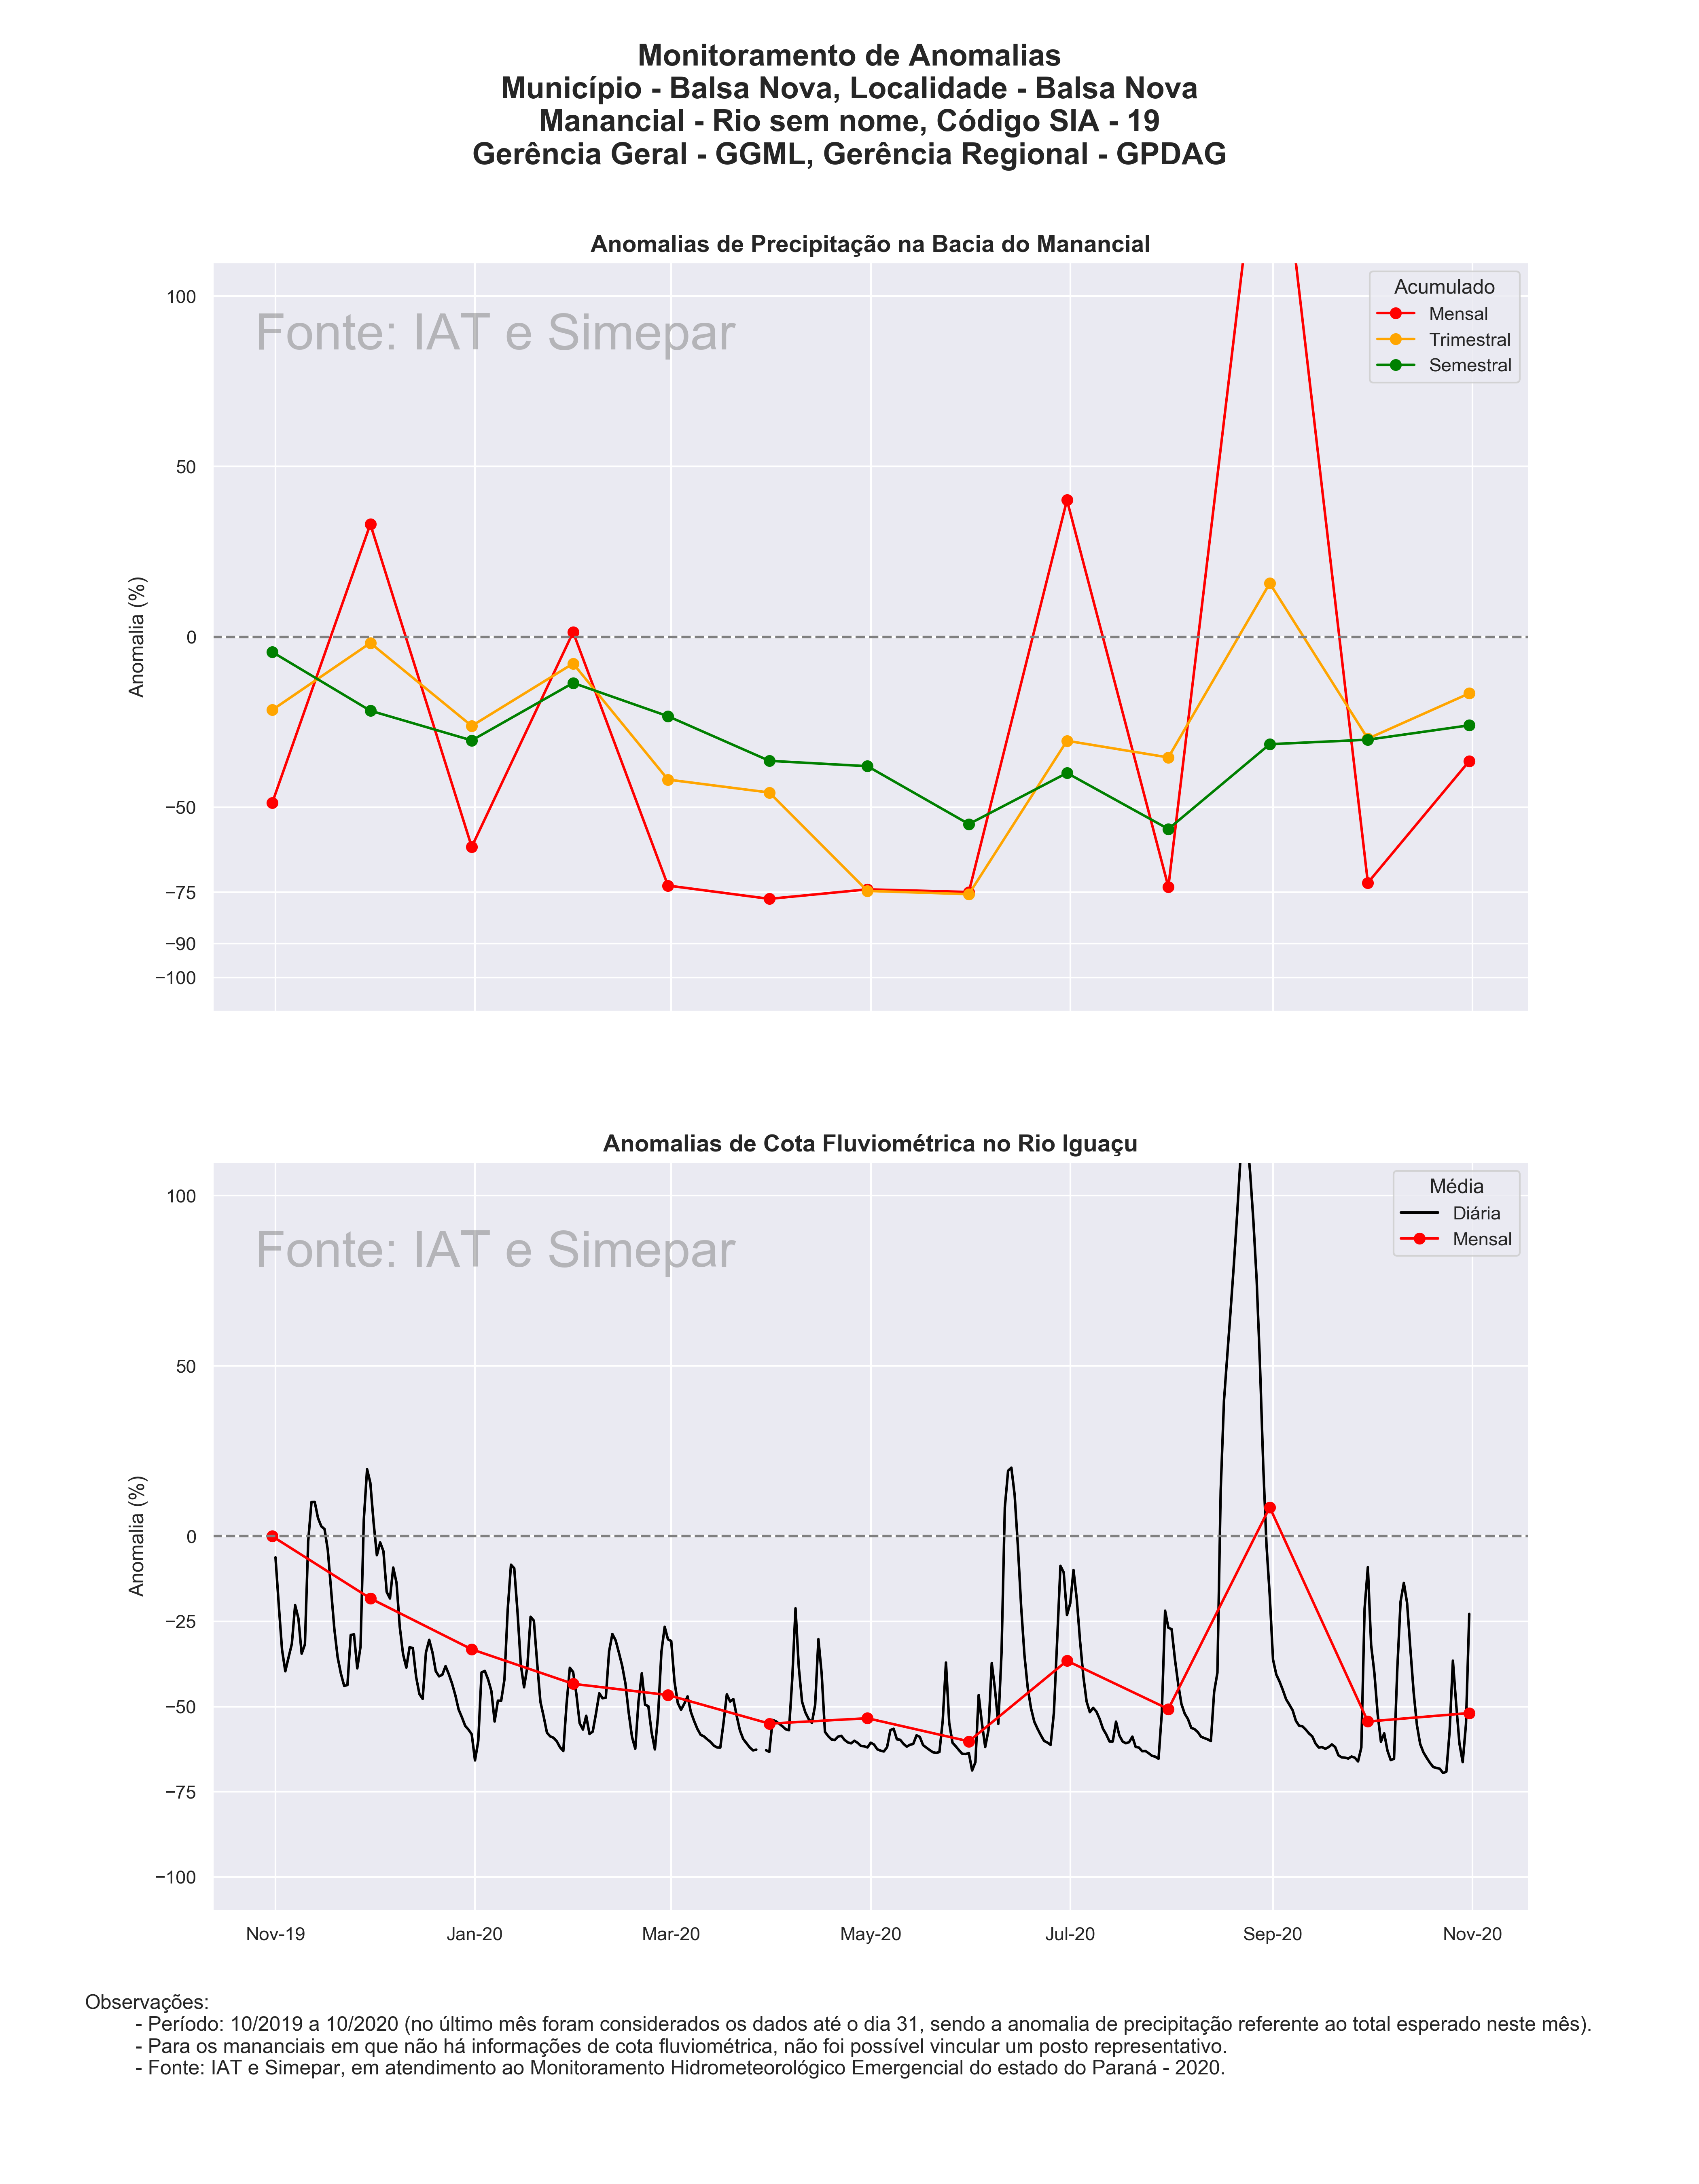 Monitoramento de Anomalias
Município - Balsa Nova, Localidade - Balsa Nova
Manancial - Rio sem nome, Código SIA - 19
Gerência Geral - GGML, Gerência Regional - GPDAG
Anomalias de Precipitação na Bacia do Manancial
Fonte: IAT e Simepar
Acumulado
Mensal
Trimestral
Semestral
Anomalia (%)
100
50
0
−50
−75
−90
−100
Anomalias de Cota Fluviométrica no Rio Iguaçu
Fonte: IAT e Simepar
Média
Diária
Mensal
Anomalia (%)
100
50
0
−25
−50
−75
−100
Nov-19 Jan-20 Mar-20 May-20 Jul-20 Sep-20 Nov-20
Observações:
- Período: 10/2019 a 10/2020 (no último mês foram considerados os dados até o dia 31, sendo a anomalia de precipitação referente ao total esperado neste mês).
- Para os mananciais em que não há informações de cota fluviométrica, não foi possível vincular um posto representativo.
- Fonte: IAT e Simepar, em atendimento ao Monitoramento Hidrometeorológico Emergencial do estado do Paraná - 2020.